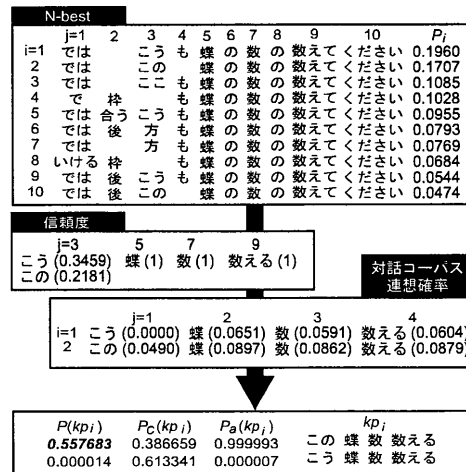 N-best
j=1 2 3 4 5 6 7 8 9 10 Pi
i=1 では こう も 蝶 の 数 の 数えて ください 0.1960
2 では この 蝶 の 数 の 数えて ください 0.1707
3 では ここ も 蝶 の 数 の 数えて ください 0.1085
4 で 枠 も 蝶 の 数 の 数えて ください 0.1028
5 では 合う こう も 蝶 の 数 の 数えて ください 0.0955
6 では 後 方 も 蝶 の 数 の 数えて ください 0.0793
7 では 方 も 蝶 の 数 の 数えて ください 0.0769
8 いける 枠 も 蝶 の 数 の 数えて ください 0.0684
9 では 後 こう も 蝶 の 数 の 数えて ください 0.0544
10 では 後 この 蝶 の 数 の 数えて ください 0.0474
信頼度
j=3 5 7 9
こう (0.3459) 蝶 (1) 数 (1) 数える (1)
この (0.2181)
対話コーパス
連想確率
j=1 2 3 4
i=1 こう (0.0000) 蝶 (0.0651) 数 (0.0591) 数える (0.0604)
2 この (0.0490) 蝶 (0.0897) 数 (0.0862) 数える (0.0879)
P(kpi) PC(kpi) Pa(kpi) kpi
0.557683 0.386659 0.999993 この 蝶 数 数える
0.000014 0.613341 0.000007 こう 蝶 数 数える